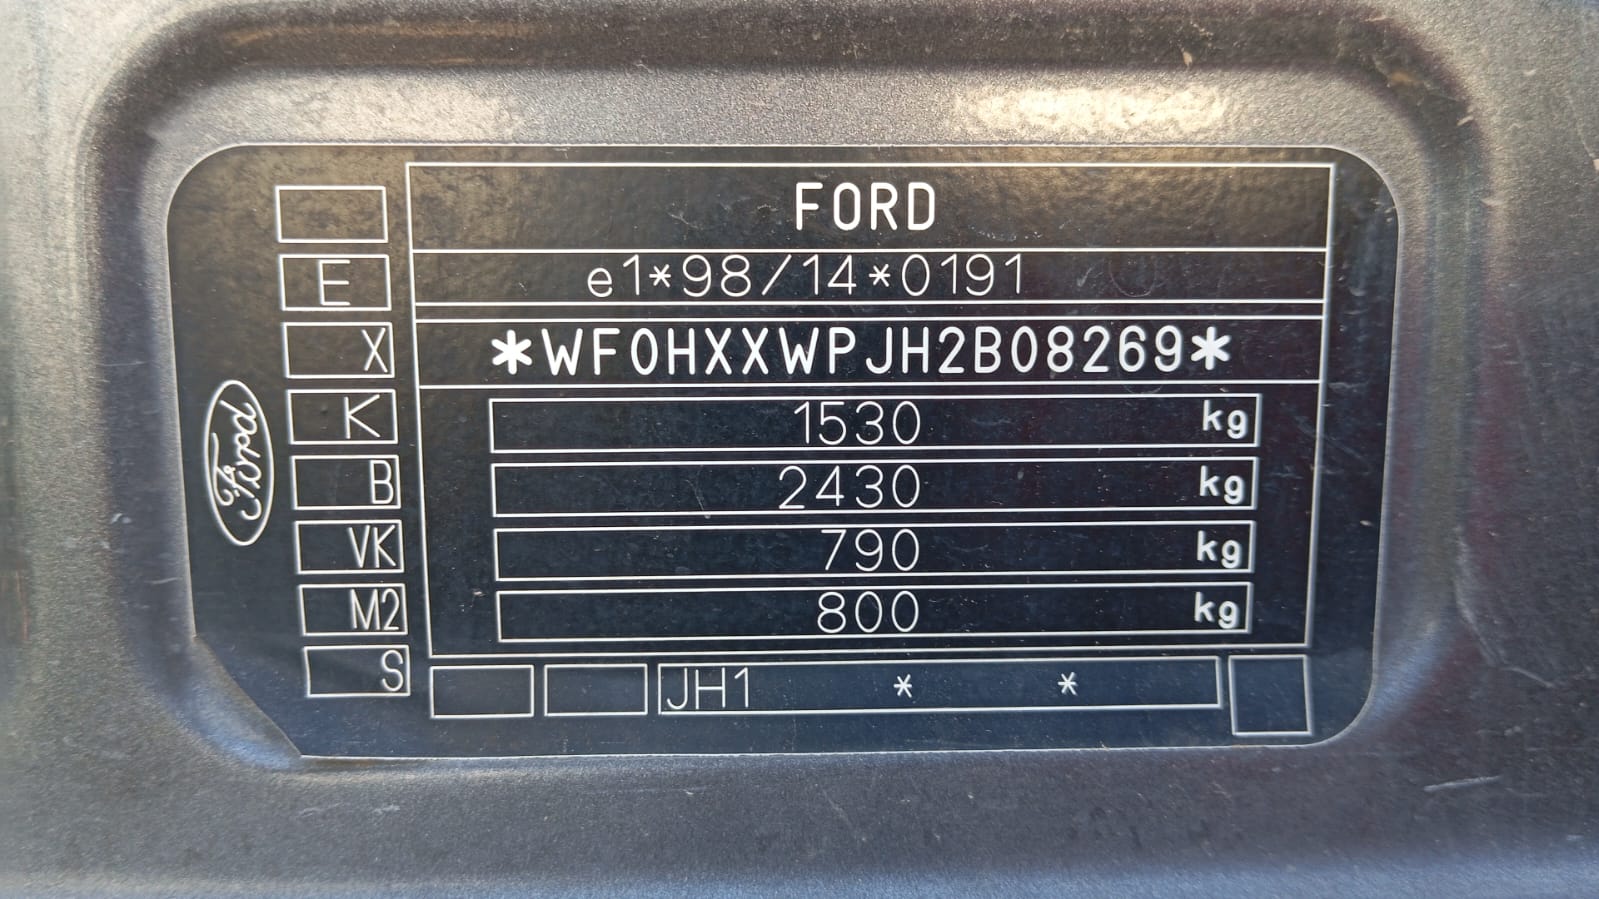 FORD
e1*98/14*0191
*WF0HXXWPJH2B08269*
1530 kg
2430 kg
790 kg
800 kg
E
X
K
B
VK
M2
S
JH1 * *
Ford